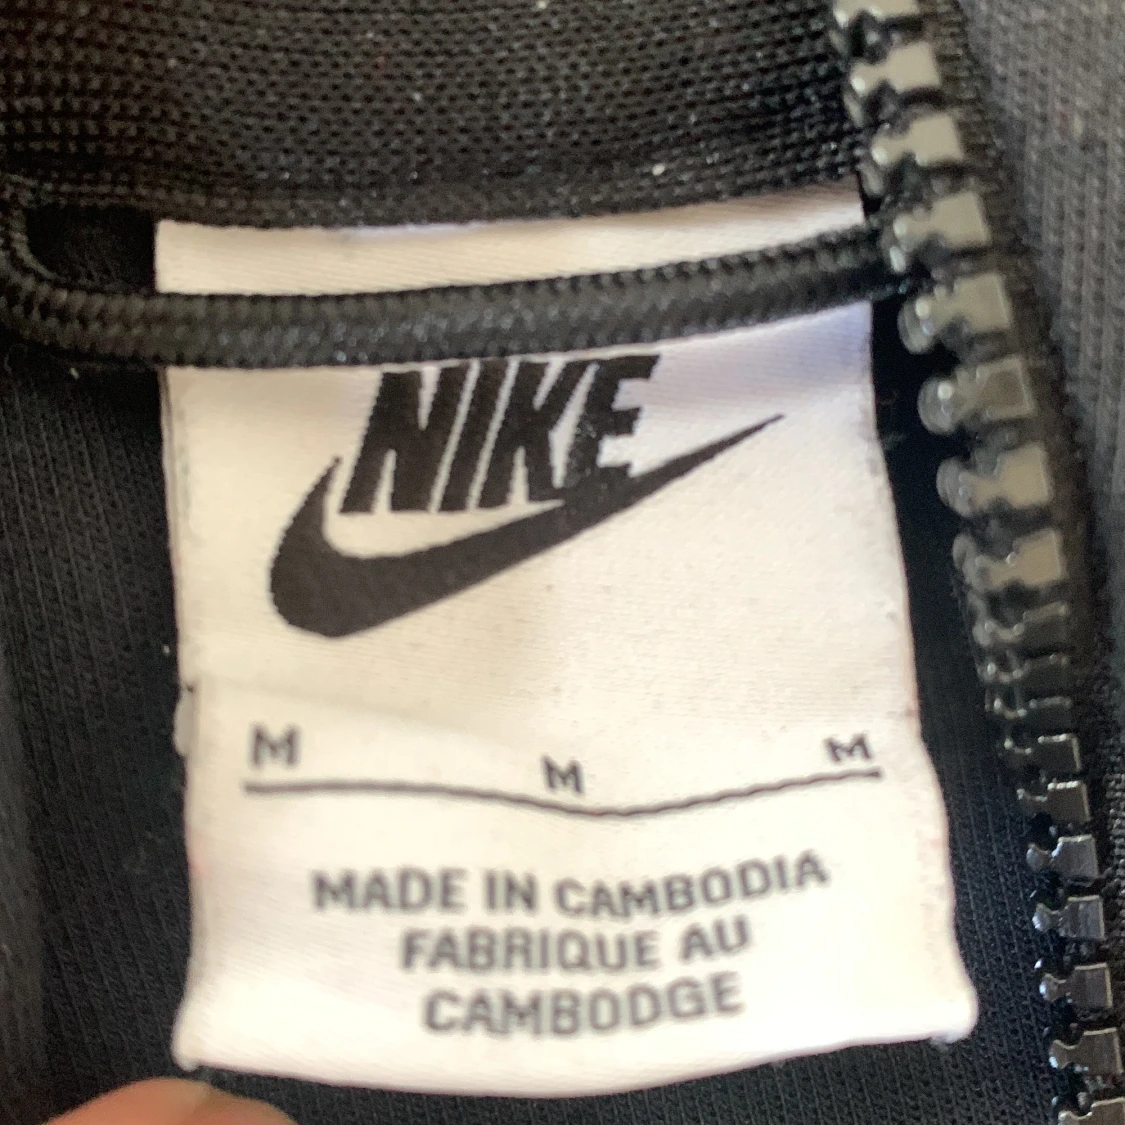 NIKE
M M M
MADE IN CAMBODIA
FABRIQUE AU
CAMBODGE